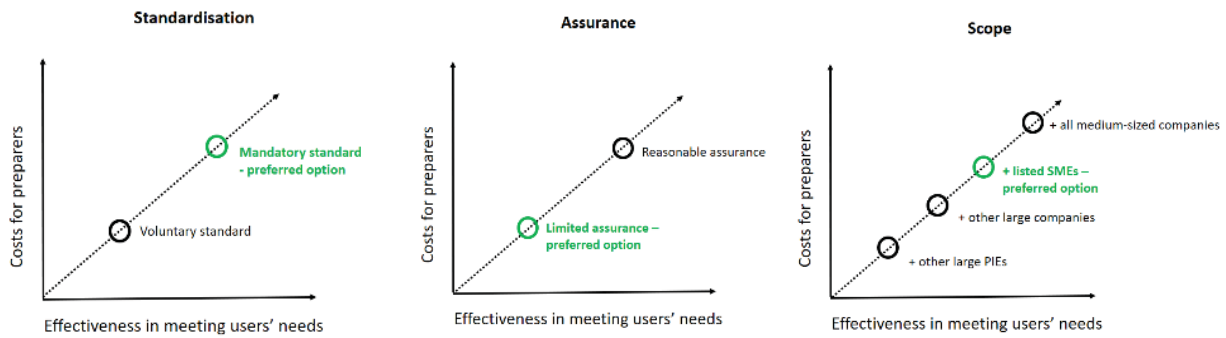 Standardisation
Costs for preparers
Mandatory standard
- preferred option
Voluntary standard
Effectiveness in meeting users’ needs
Assurance
Costs for preparers
Reasonable assurance
Limited assurance –
preferred option
Effectiveness in meeting users’ needs
Scope
Costs for preparers
+ all medium-sized companies
+ listed SMEs –
preferred option
+ other large companies
+ other large PIEs
Effectiveness in meeting users’ needs